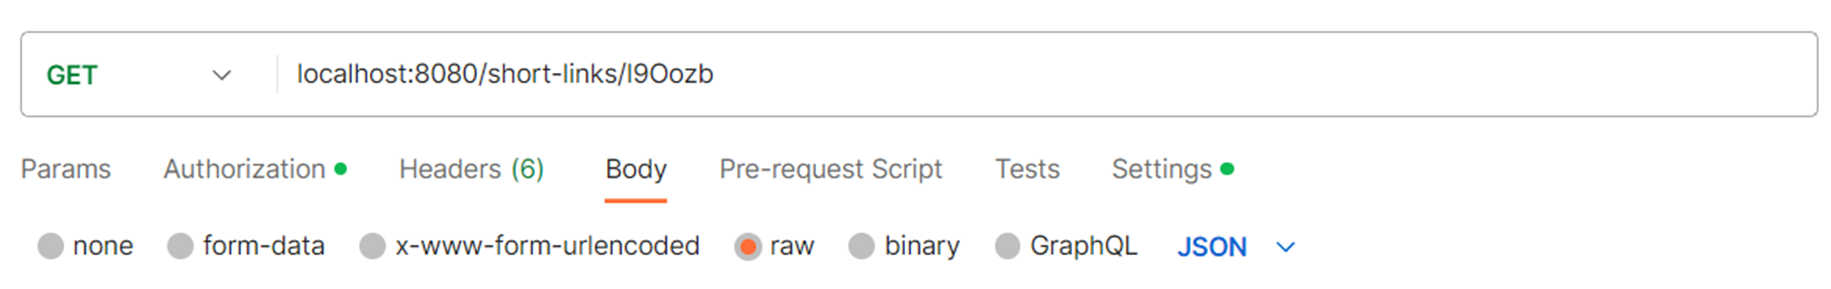 GET localhost:8080/short-links/l9Oozb
Params Authorization Headers (6) Body Pre-request Script Tests Settings
none form-data x-www-form-urlencoded raw binary GraphQL JSON